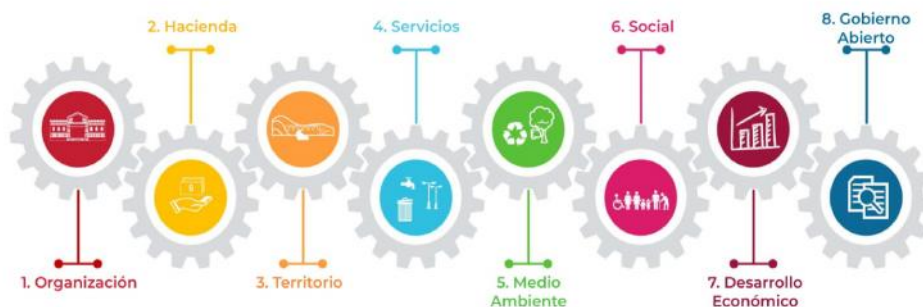 1. Organización
2. Hacienda
3. Territorio
4. Servicios
5. Medio
Ambiente
6. Social
7. Desarrollo
Económico
8. Gobierno
Abierto